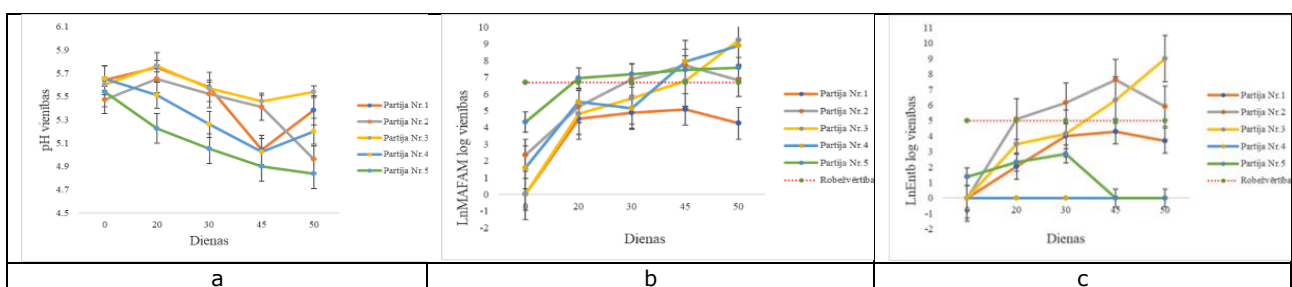 6.1
5.9
5.7
5.5
5.3
5.1
4.9
4.7
4.5
pH vienības
0
20
30
45
50
Dienas
Partija Nr.1
Partija Nr.2
Partija Nr.3
Partija Nr.4
Partija Nr.5
10
9
8
7
6
5
4
3
2
1
0
-1
-2
LnMAFAM log vienības
0
20
30
45
50
Dienas
Partija Nr.1
Partija Nr.2
Partija Nr.3
Partija Nr.4
Partija Nr.5
Robežvērtība
11
10
9
8
7
6
5
4
3
2
1
0
-1
-2
LnEntb log vienības
0
20
30
45
50
Dienas
Partija Nr.1
Partija Nr.2
Partija Nr.3
Partija Nr.4
Partija Nr.5
Robežvērtība
a
b
c